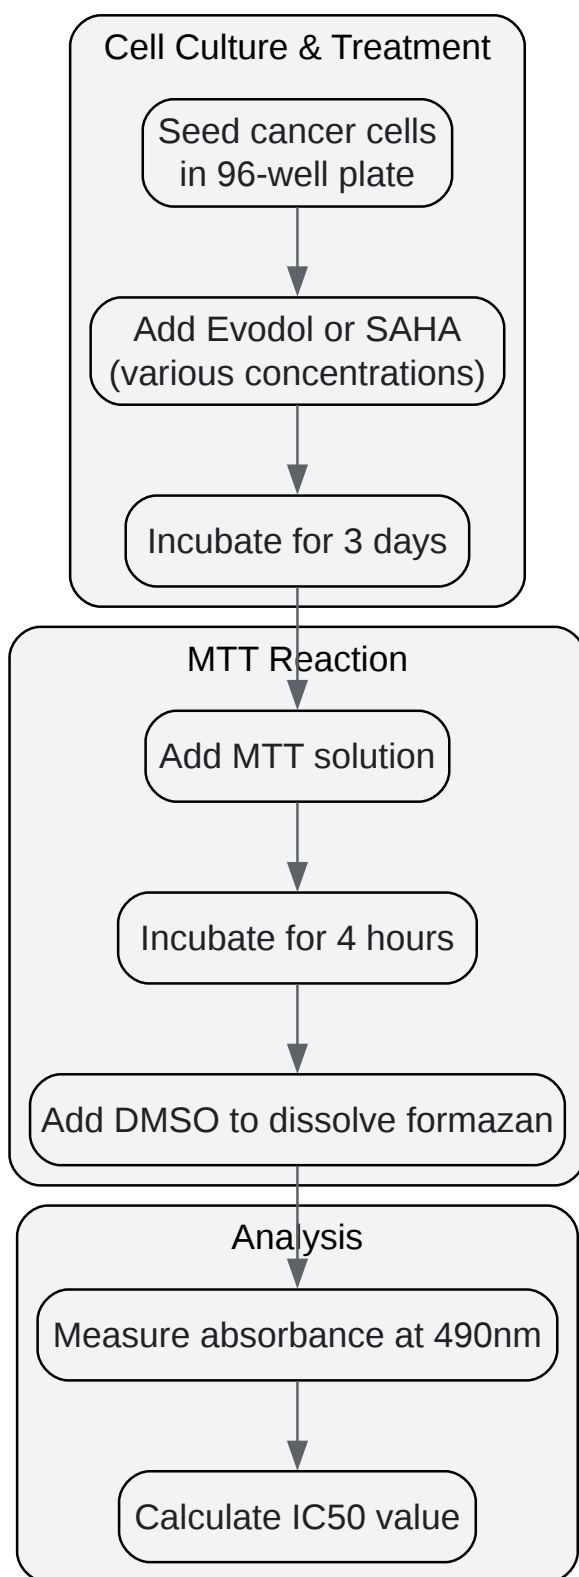 Cell Culture & Treatment
Seed cancer cells
in 96-well plate
Add Evodol or SAHA
(various concentrations)
Incubate for 3 days
MTT Reaction
Add MTT solution
Incubate for 4 hours
Add DMSO to dissolve formazan
Analysis
Measure absorbance at 490nm
Calculate IC50 value